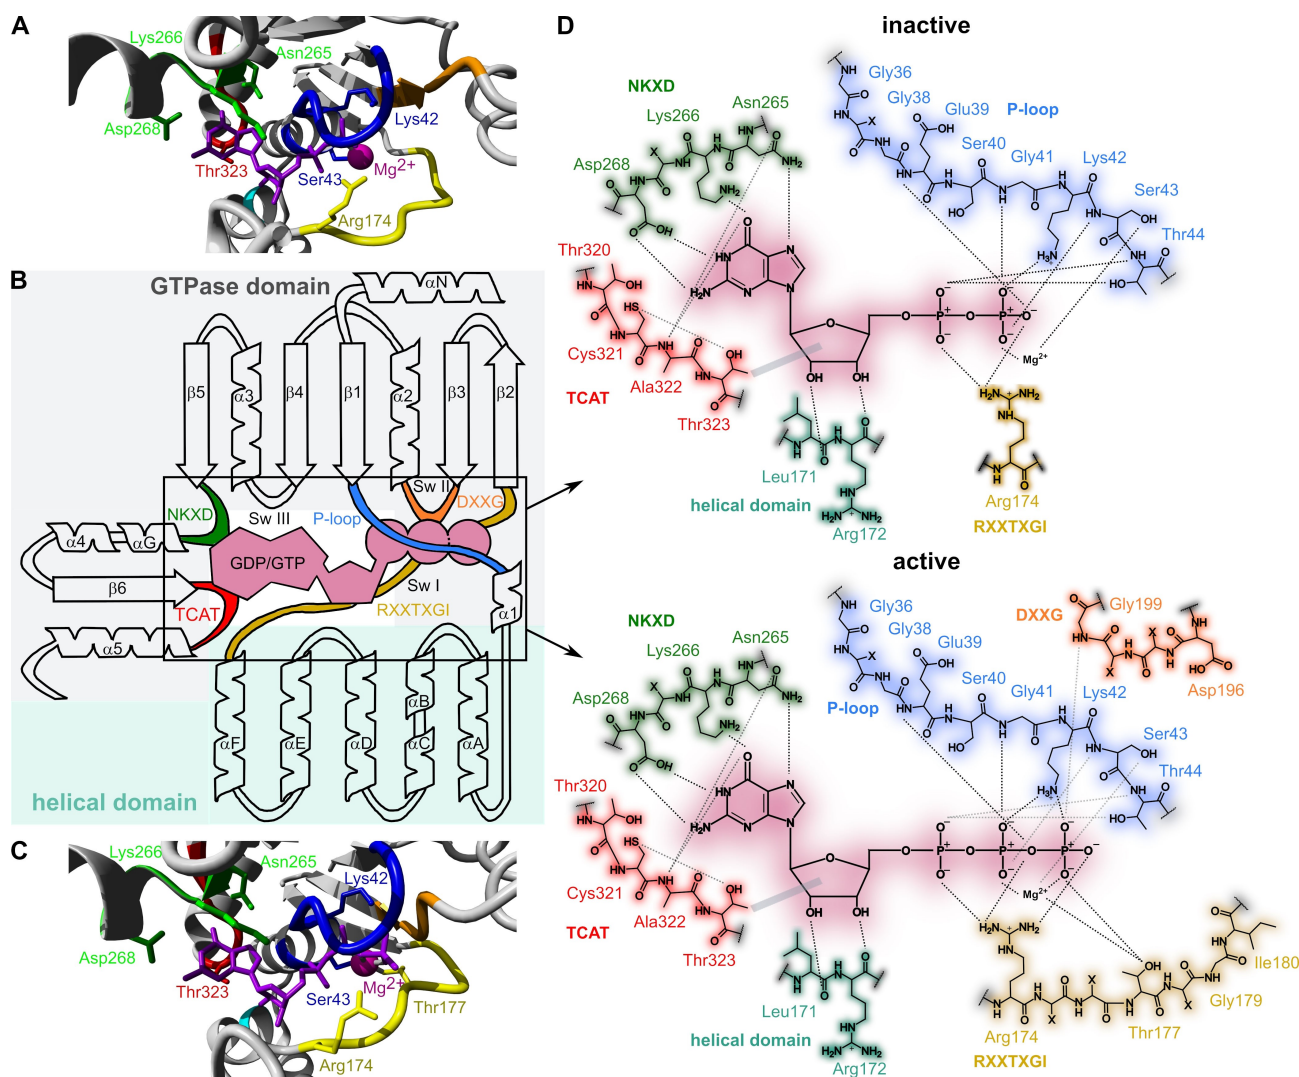 A
Lys266
Asn265
Asp268
Lys42
Thr323
Ser43
Mg2+
Arg174
B
GTPase domain
αN
β5
α3
β4
β1
α2
β3
β2
NKXD
Sw III
P-loop
Sw II
DXXG
α4
αG
GDP/GTP
β6
Sw I
TCAT
RXXTXGI
α1
α5
αF
αE
αD
αB
αC
αA
helical domain
C
Lys266
Asn265
Lys42
Asp268
Thr323
Ser43
Mg2+
Thr177
Arg174
D
inactive
NKXD
Asn265
Lys266
Asp268
Gly36
Gly38
Glu39
P-loop
Ser40
Gly41
Lys42
Ser43
Thr44
Thr320
Cys321
Ala322
TCAT
Thr323
Mg2+
Leu171
helical domain
Arg172
Arg174
RXXTXGI
active
NKXD
Asn265
Lys266
Asp268
Gly36
Gly38
Glu39
P-loop
Ser40
Gly41
Lys42
Ser43
Thr44
DXXG
Gly199
Asp196
Thr320
Cys321
Ala322
TCAT
Thr323
Mg2+
Leu171
helical domain
Arg172
Arg174
RXXTXGI
Thr177
Gly179
Ile180